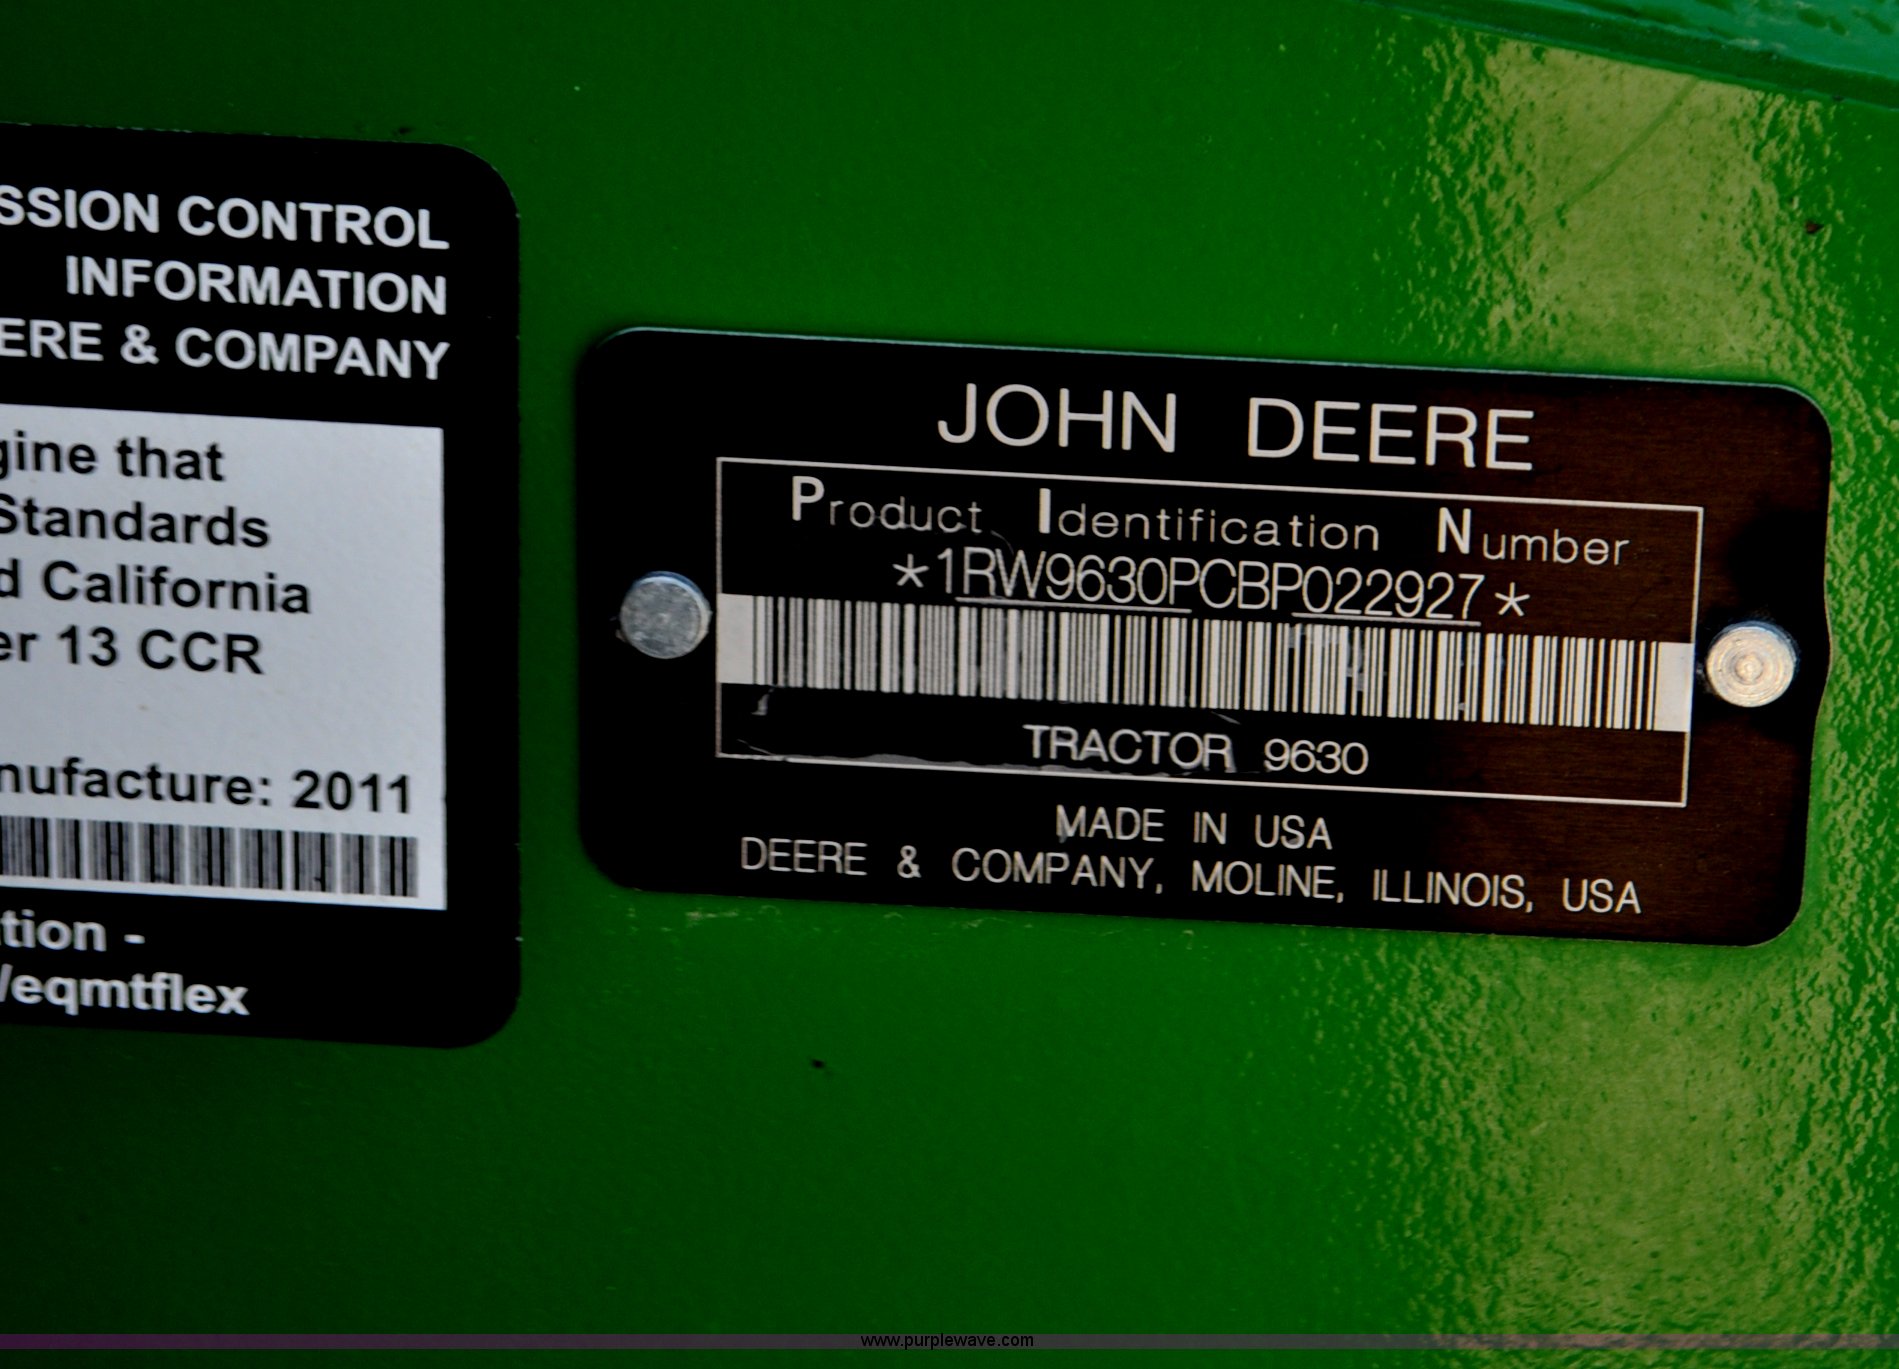 SSION CONTROL
INFORMATION
ERE & COMPANY
gine that
Standards
d California
er 13 CCR
nufacture: 2011
tion -
/eqmtflex
JOHN DEERE
Product Identification Number
*1RW9630PCBP022927*
TRACTOR 9630
MADE IN USA
DEERE & COMPANY, MOLINE, ILLINOIS, USA
www.purplewave.com